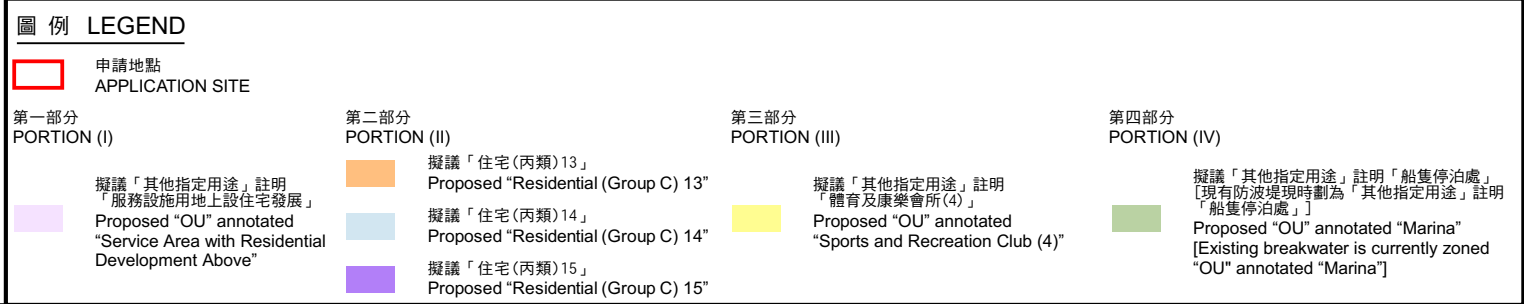 圖 例 LEGEND
申請地點
APPLICATION SITE
第一部分
PORTION (I)
擬議「其他指定用途」註明
「服務設施用地上設住宅發展」
Proposed “OU” annotated
“Service Area with Residential
Development Above”
第二部分
PORTION (II)
擬議「住宅(丙類)13」
Proposed “Residential (Group C) 13”
擬議「住宅(丙類)14」
Proposed “Residential (Group C) 14”
擬議「住宅(丙類)15」
Proposed “Residential (Group C) 15”
第三部分
PORTION (III)
擬議「其他指定用途」註明
「體育及康樂會所(4)」
Proposed “OU” annotated
“Sports and Recreation Club (4)”
第四部分
PORTION (IV)
擬議「其他指定用途」註明「船隻停泊處」
[現有防波堤現時劃為「其他指定用途」註明
「船隻停泊處」]
Proposed “OU” annotated “Marina”
[Existing breakwater is currently zoned
“OU" annotated “Marina”]